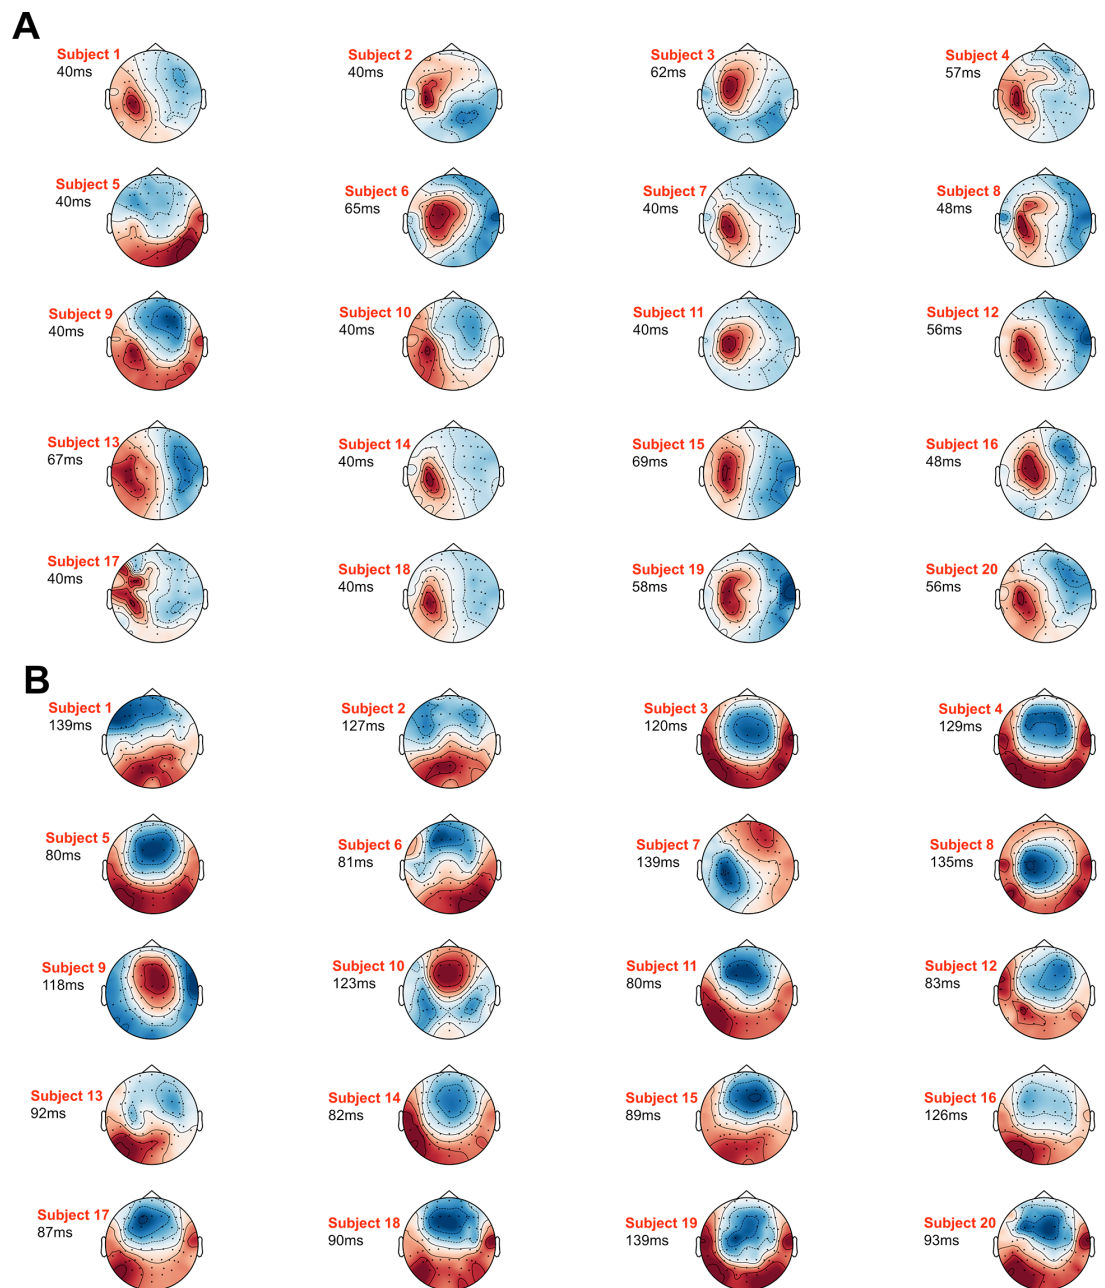 A
Subject 1
40ms
Subject 2
40ms
Subject 3
62ms
Subject 4
57ms
Subject 5
40ms
Subject 6
65ms
Subject 7
40ms
Subject 8
48ms
Subject 9
40ms
Subject 10
40ms
Subject 11
40ms
Subject 12
56ms
Subject 13
67ms
Subject 14
40ms
Subject 15
69ms
Subject 16
48ms
Subject 17
40ms
Subject 18
40ms
Subject 19
58ms
Subject 20
56ms
B
Subject 1
139ms
Subject 2
127ms
Subject 3
120ms
Subject 4
129ms
Subject 5
80ms
Subject 6
81ms
Subject 7
139ms
Subject 8
135ms
Subject 9
118ms
Subject 10
123ms
Subject 11
80ms
Subject 12
83ms
Subject 13
92ms
Subject 14
82ms
Subject 15
89ms
Subject 16
126ms
Subject 17
87ms
Subject 18
90ms
Subject 19
139ms
Subject 20
93ms